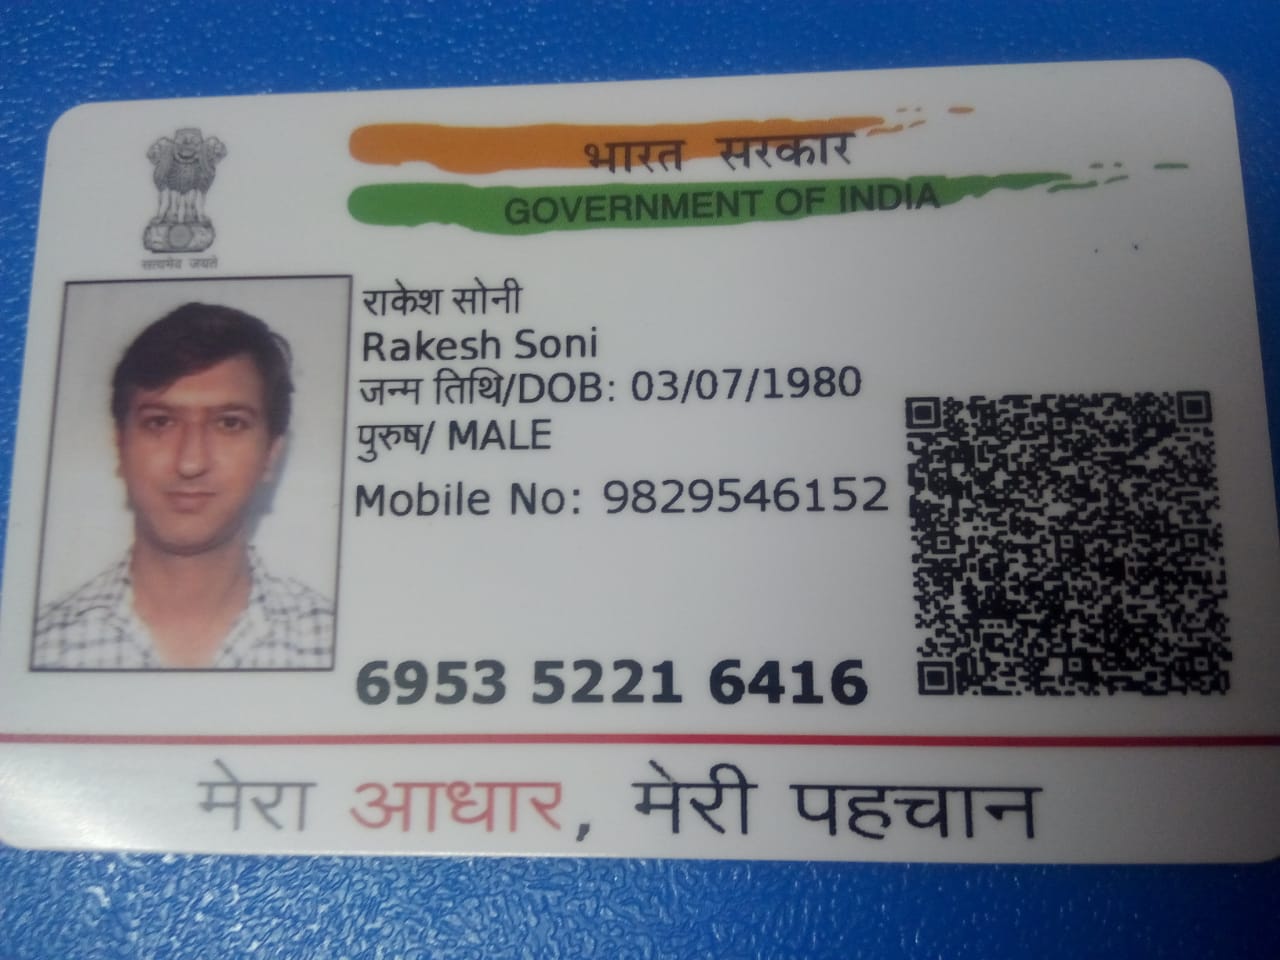 भारत सरकार
GOVERNMENT OF INDIA
सत्यमेव जयते
राकेश सोनी
Rakesh Soni
जन्म तिथि/DOB: 03/07/1980
पुरुष/ MALE
Mobile No: 9829546152
6953 5221 6416
मेरा आधार, मेरी पहचान